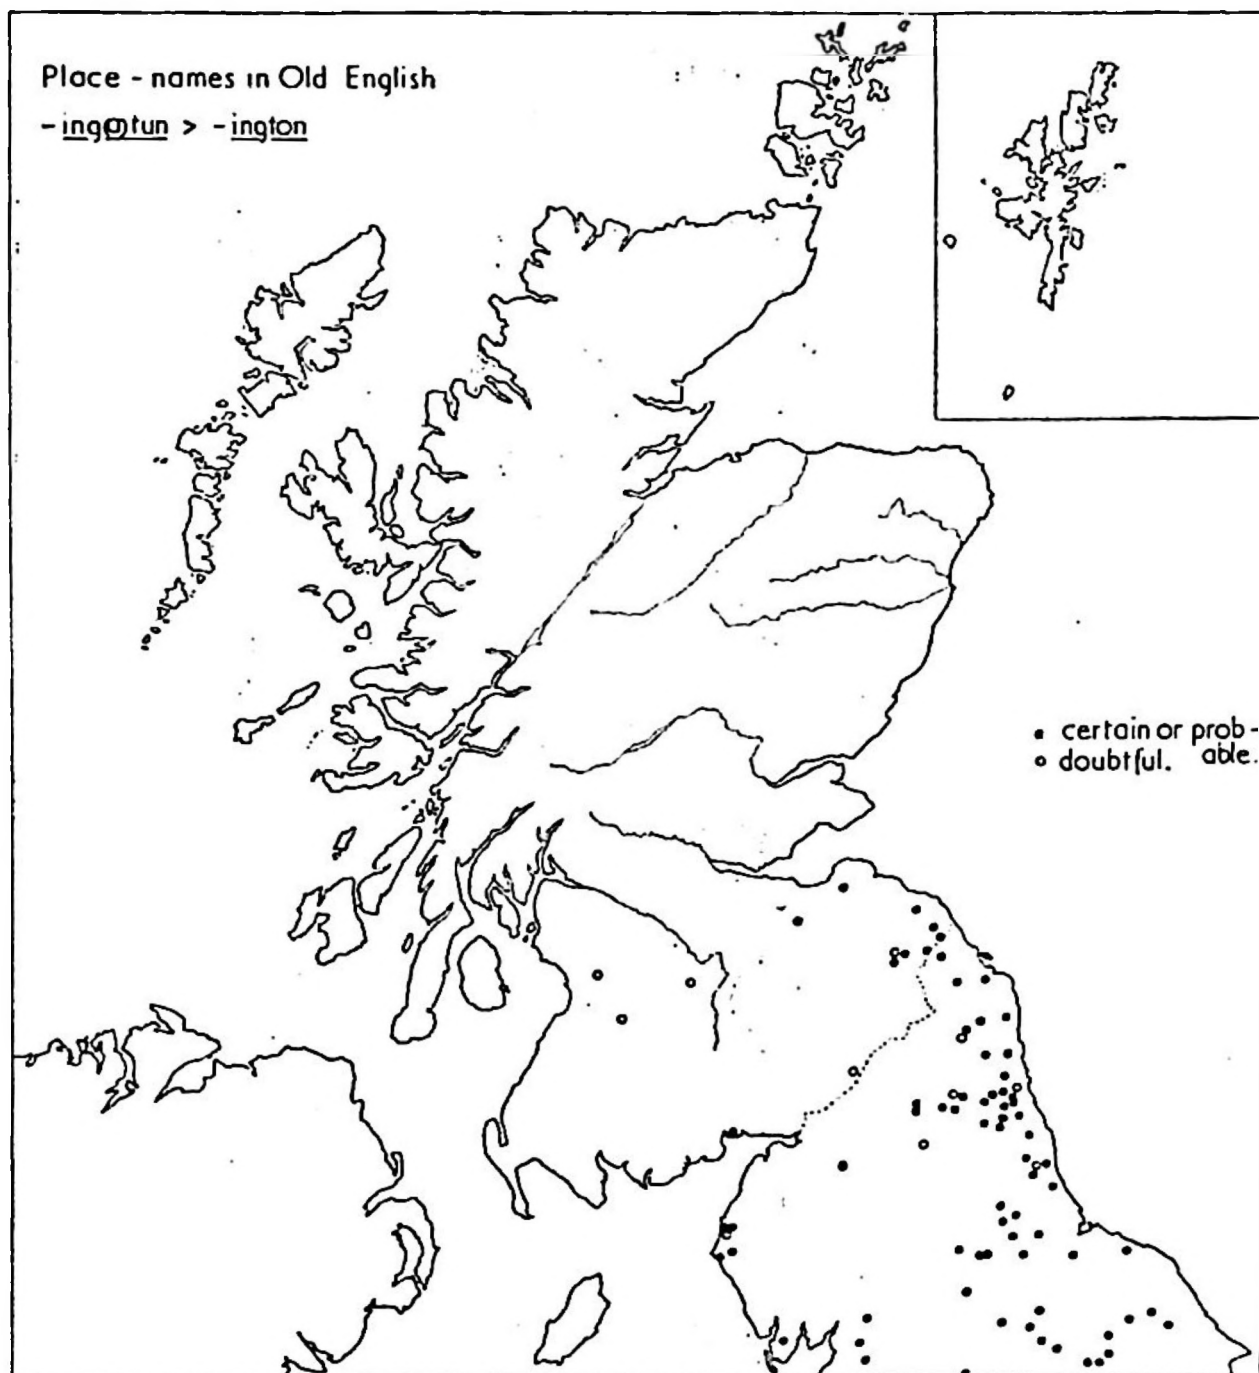 Place - names in Old English
- ing(a)tun > - ington
• certain or prob-
able.
∘ doubtful.